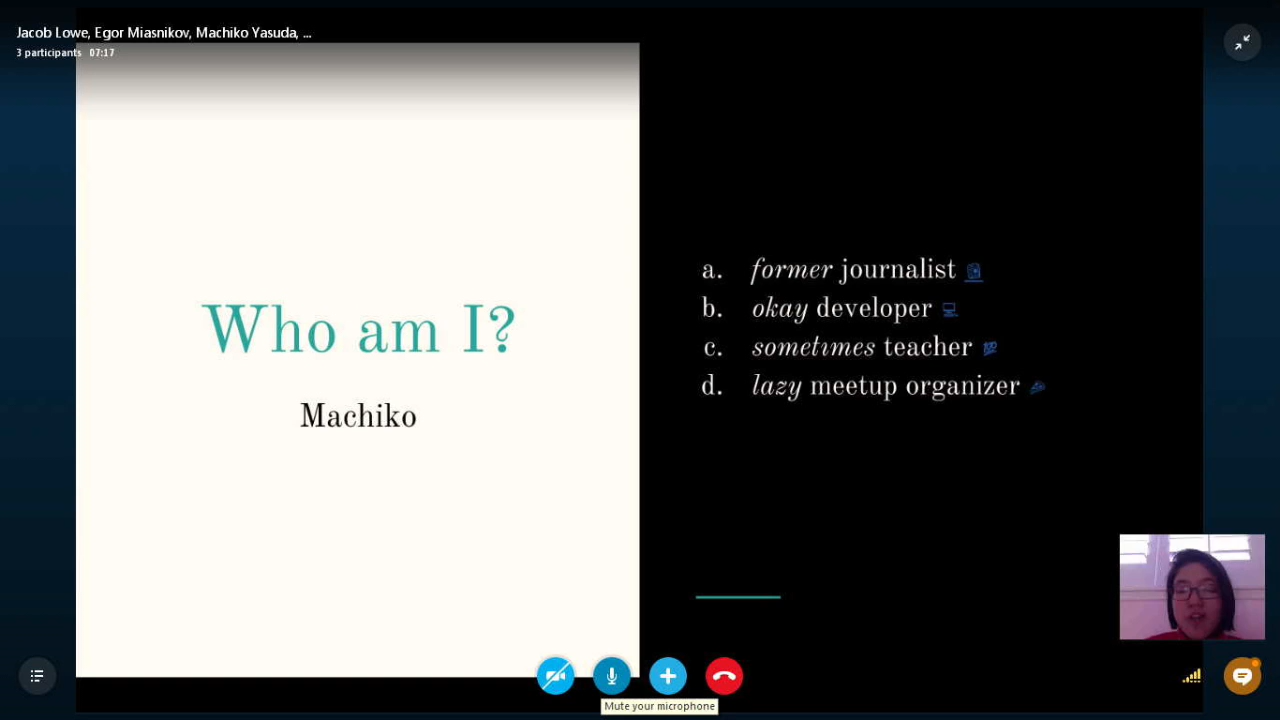 Jacob Lowe, Egor Miasnikov, Machiko Yasuda, ...
3 participants 07:17
Who am I?
Machiko
a. former journalist
b. okay developer
c. sometimes teacher
d. lazy meetup organizer
Mute your microphone